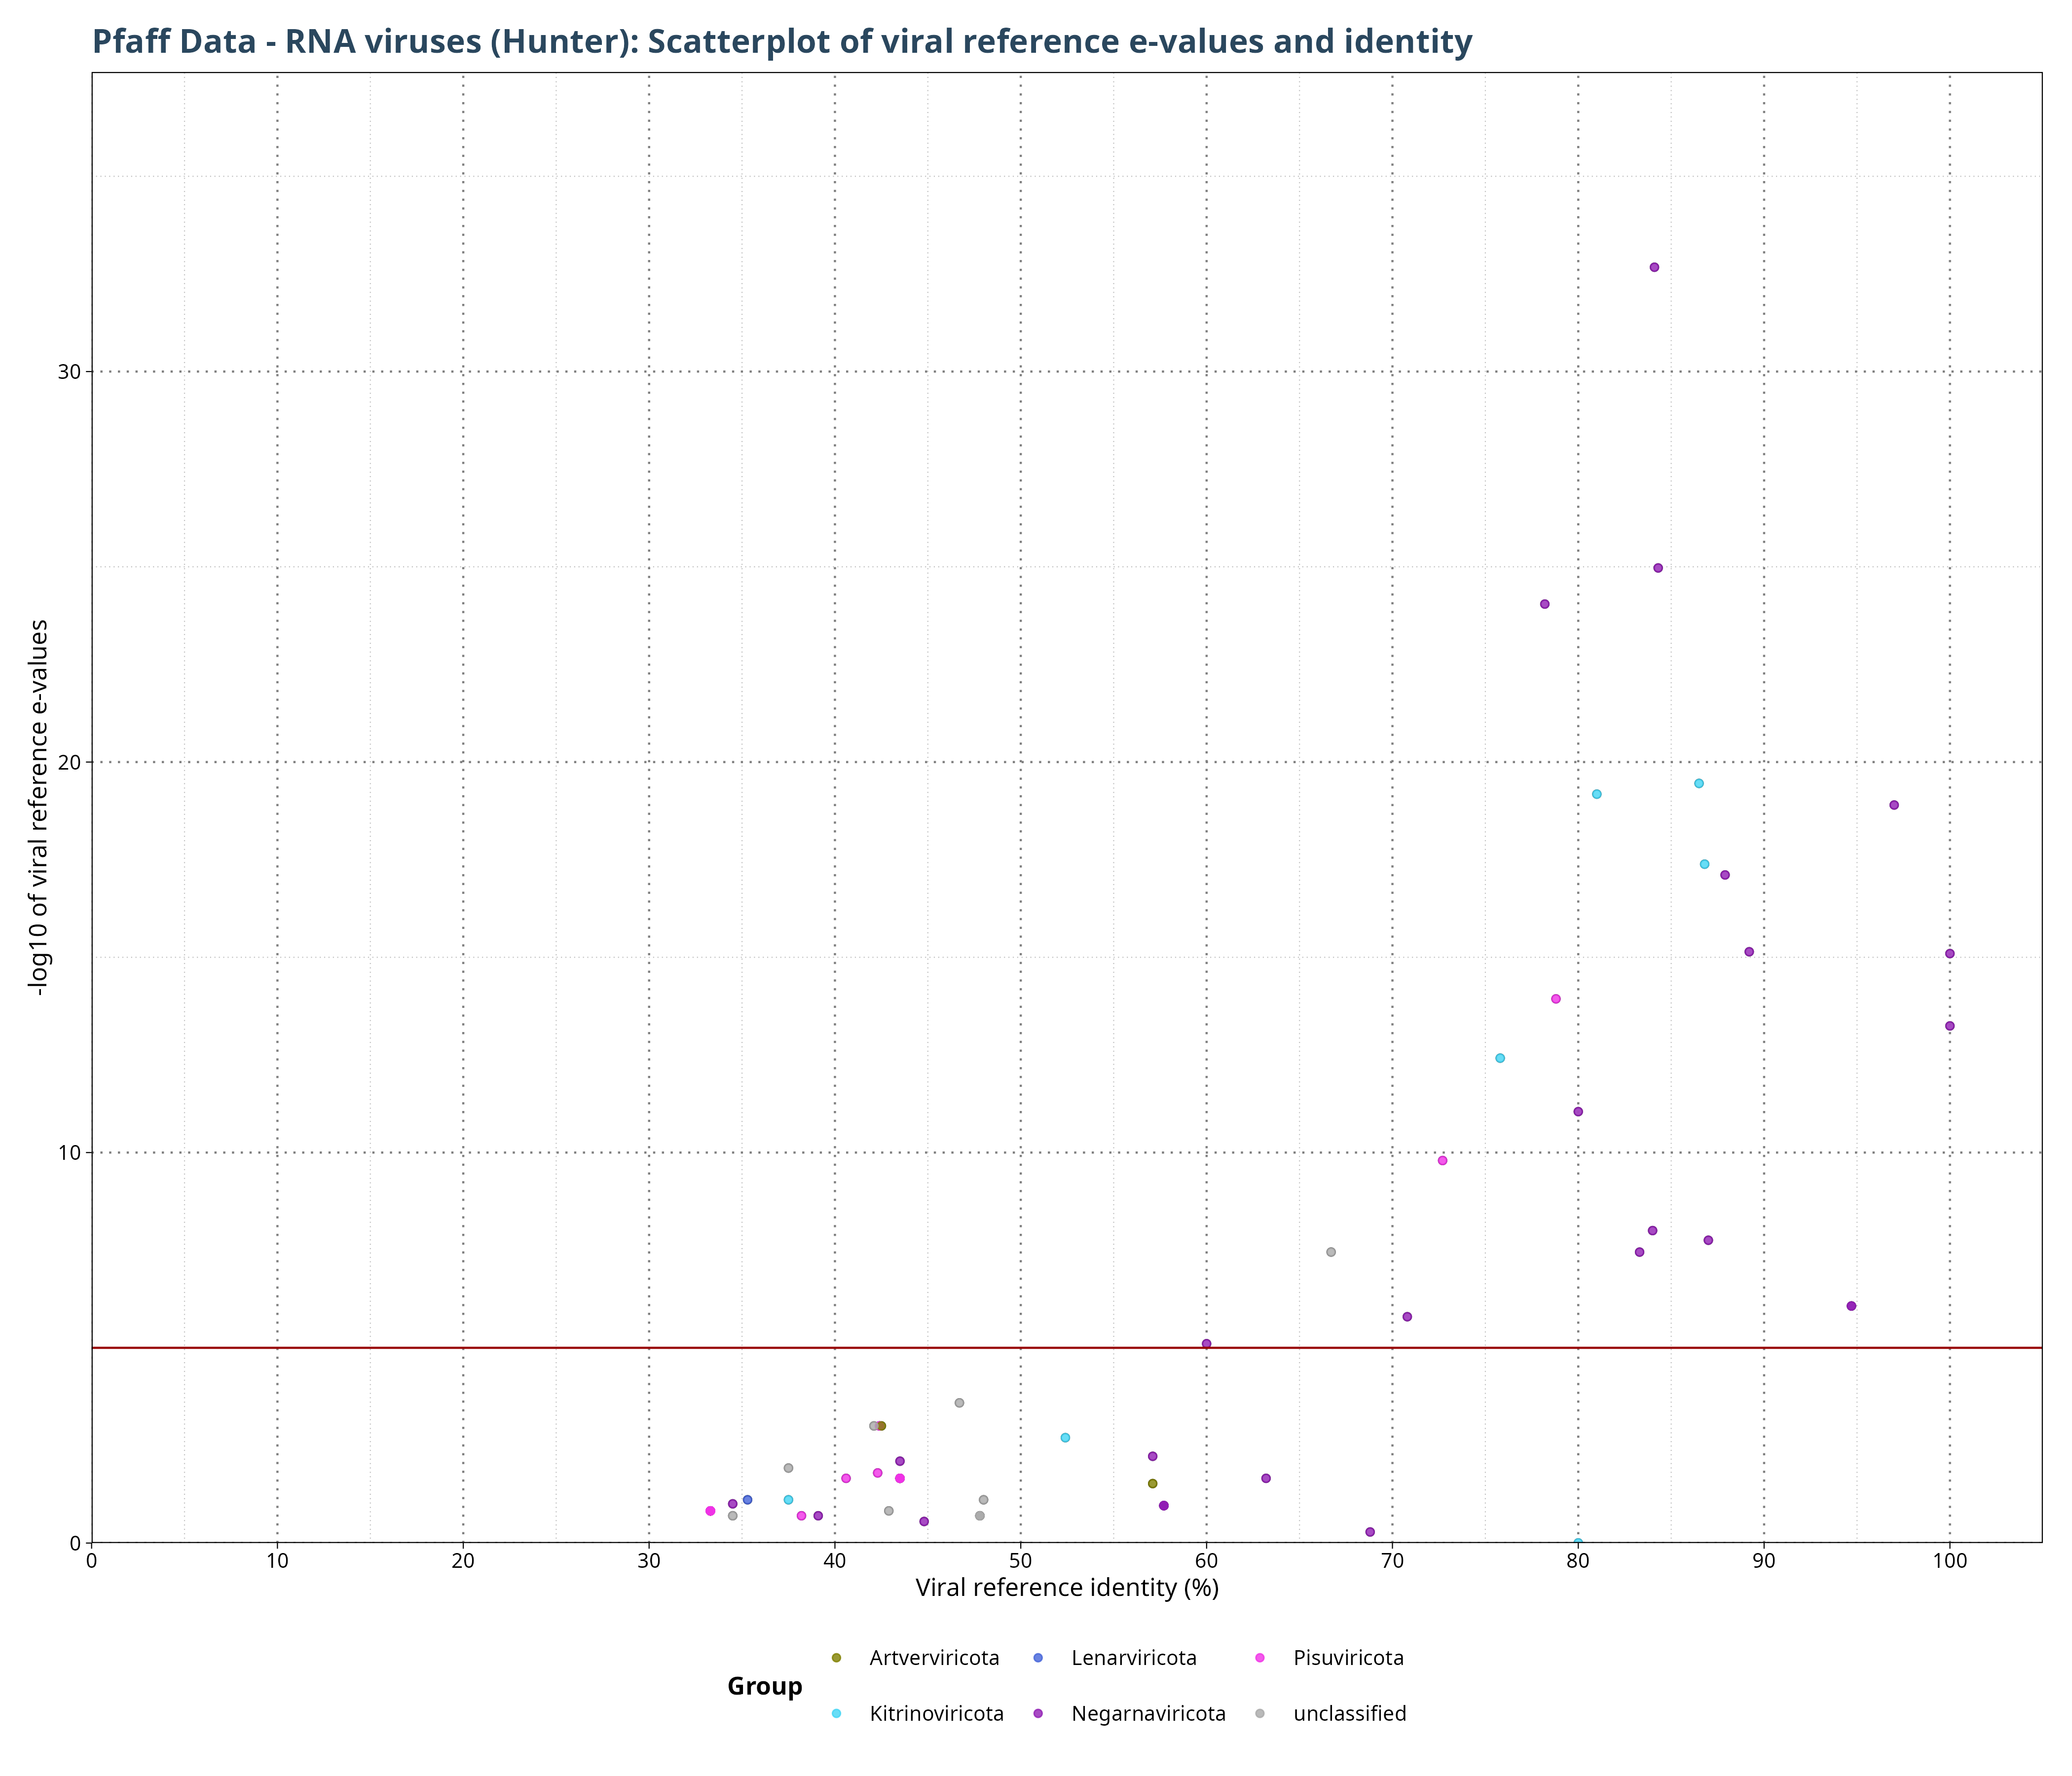 Pfaff Data - RNA viruses (Hunter): Scatterplot of viral reference e-values and identity
-log10 of viral reference e-values
30
20
10
0
0 10 20 30 40 50 60 70 80 90 100
Viral reference identity (%)
Group
Artverviricota Lenarviricota Pisuviricota
Kitrinoviricota Negarnaviricota unclassified